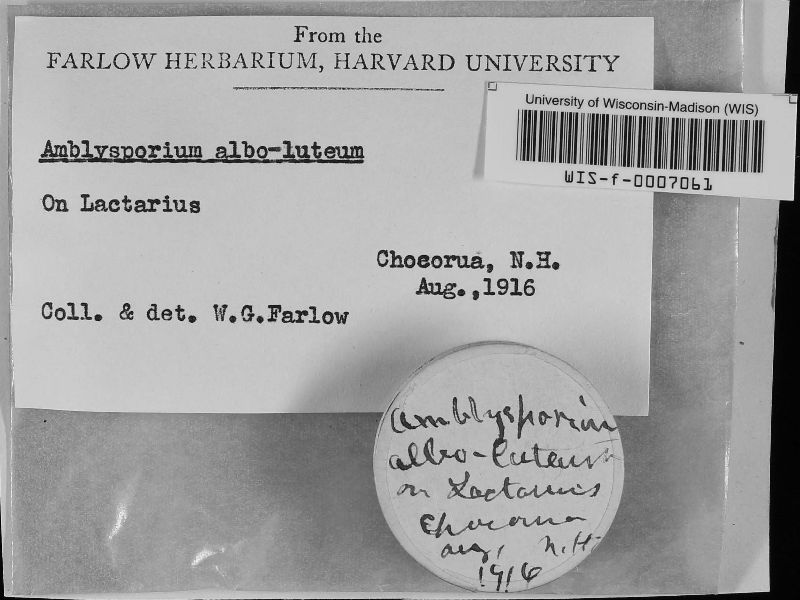 From the
FARLOW HERBARIUM, HARVARD UNIVERSITY
University of Wisconsin-Madison (WIS)
WIS-f-0007061
Amblysporium albo-luteum
On Lactarius
Chocorua, N.H.
Aug.,1916
Coll. & det. W.G.Farlow
Amblysporium
albo-luteum
on Lactarius
Chocorua
Aug, N.H.
1916